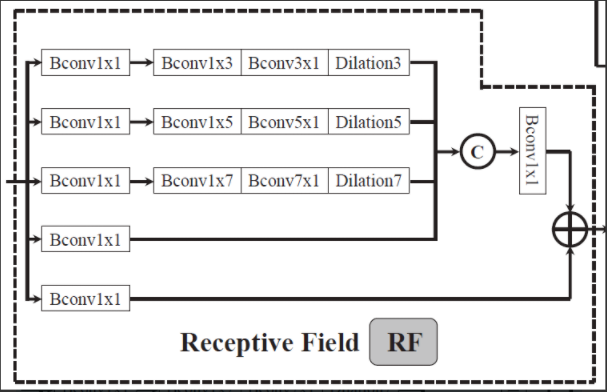 Bconv1x1 Bconv1x3 Bconv3x1 Dilation3
Bconv1x1 Bconv1x5 Bconv5x1 Dilation5
Bconv1x1 Bconv1x7 Bconv7x1 Dilation7
Bconv1x1
Bconv1x1
C
Bconv1x1
Receptive Field RF